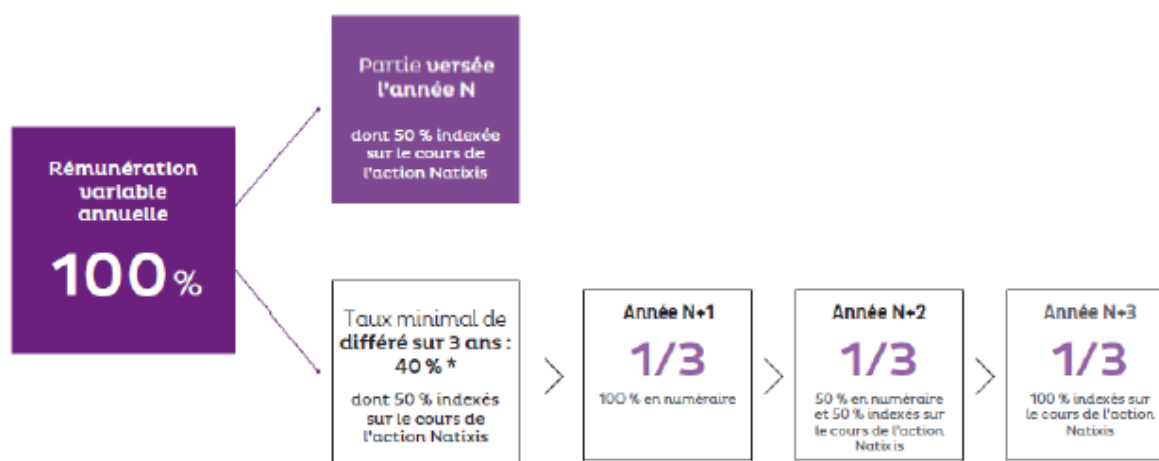 Rémunération
variable
annuelle
100 %
Partie versée
l'année N
dont 50 % indexée
sur le cours de
l'action Natixis
Taux minimal de
différé sur 3 ans :
40 % *
dont 50 % indexés
sur le cours de
l'action Natixis
Année N+1
1/3
100 % en numéraire
Année N+2
1/3
50 % en numéraire
et 50 % indexés sur
le cours de l'action
Natixis
Année N+3
1/3
100 % indexés sur
le cours de l'action
Natixis